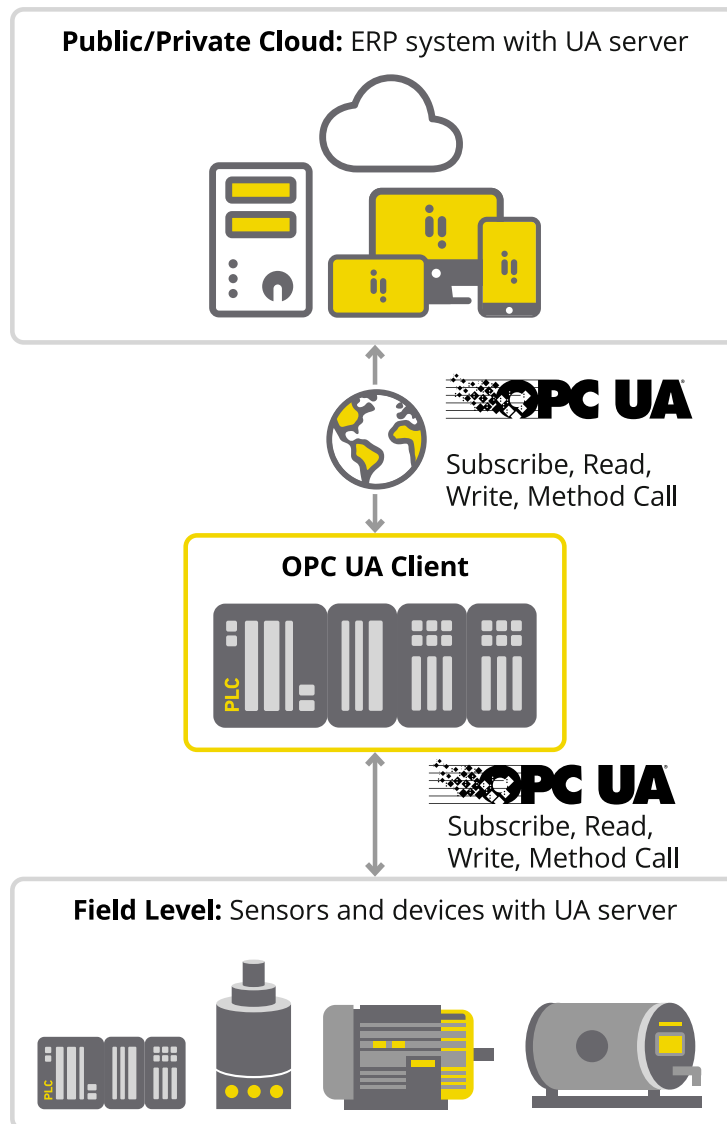 Public/Private Cloud: ERP system with UA server
OPC UA
Subscribe, Read,
Write, Method Call
OPC UA Client
PLC
OPC UA
Subscribe, Read,
Write, Method Call
Field Level: Sensors and devices with UA server
PLC